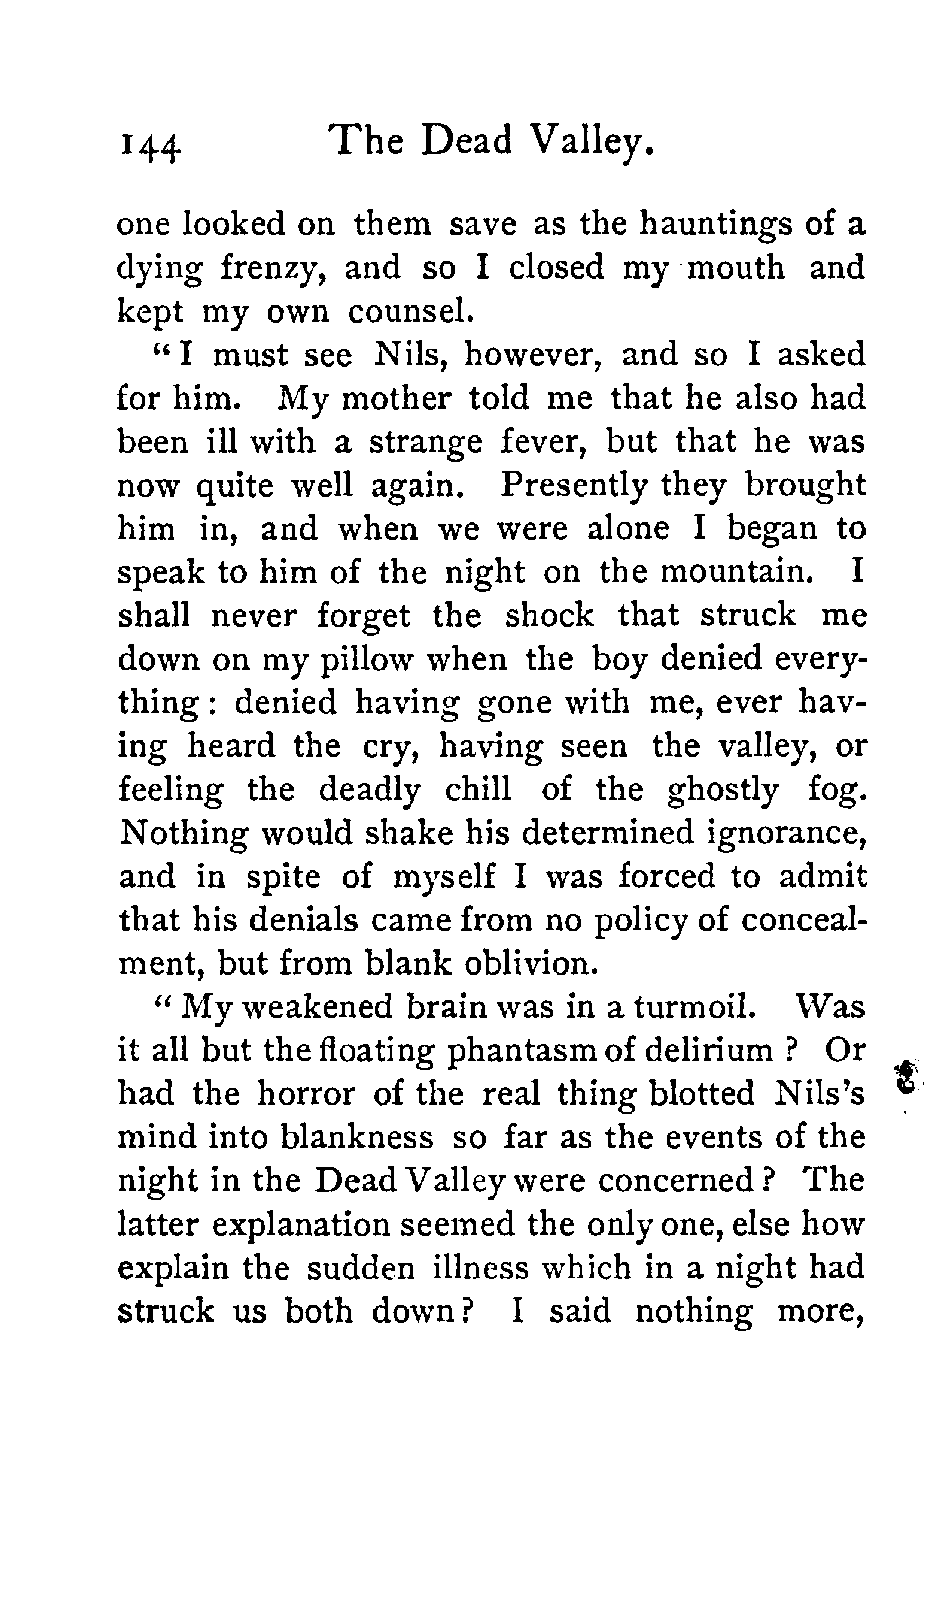 144 The Dead Valley.
one looked on them save as the hauntings of a
dying frenzy, and so I closed my mouth and
kept my own counsel.
“I must see Nils, however, and so I asked
for him. My mother told me that he also had
been ill with a strange fever, but that he was
now quite well again. Presently they brought
him in, and when we were alone I began to
speak to him of the night on the mountain. I
shall never forget the shock that struck me
down on my pillow when the boy denied every-
thing: denied having gone with me, ever hav-
ing heard the cry, having seen the valley, or
feeling the deadly chill of the ghostly fog.
Nothing would shake his determined ignorance,
and in spite of myself I was forced to admit
that his denials came from no policy of conceal-
ment, but from blank oblivion.
“My weakened brain was in a turmoil. Was
it all but the floating phantasm of delirium? Or
had the horror of the real thing blotted Nils's
mind into blankness so far as the events of the
night in the Dead Valley were concerned? The
latter explanation seemed the only one, else how
explain the sudden illness which in a night had
struck us both down? I said nothing more,